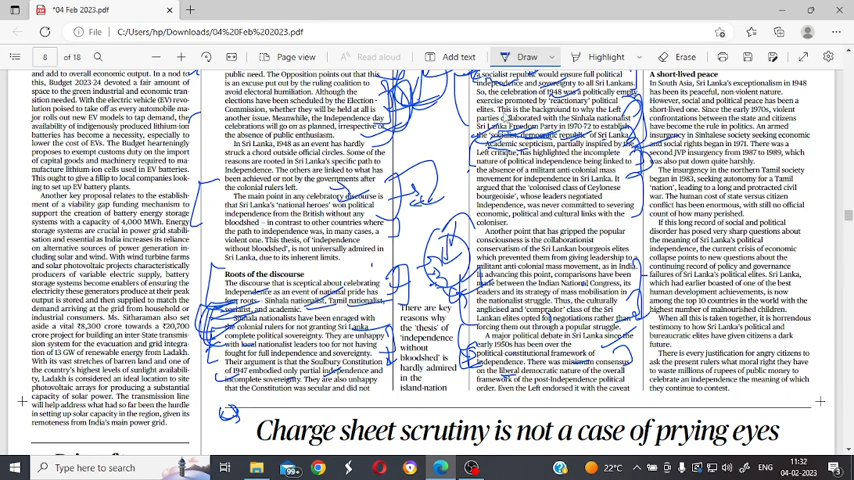 *04 Feb 2023.pdf
File
C:/Users/hp/Downloads/04%20Feb%202023.pdf
8
of 18
Page view
Read aloud
Add text
Draw
Highlight
Erase
and add to overall economic output. In a nod to
this, Budget 2023-24 devoted a fair amount of
space to the green industrial and economic tran-
sition needed. With the electric vehicle (EV) revo-
lution poised to take off as every automobile ma-
jor rolls out new EV models to tap demand, the
availability of indigenously produced lithium-ion
batteries has become a necessity, especially to
lower the cost of EVs. The Budget hearteningly
proposes to exempt customs duty on the import
of capital goods and machinery required to ma-
nufacture lithium-ion cells used in EV batteries.
This ought to give a fillip to local companies look-
ing to set up EV battery plants.
Another key proposal relates to the establish-
ment of a viability gap funding mechanism to
support the creation of battery energy storage
systems with a capacity of 4,000 MWh. Energy
storage systems are crucial in power grid stabili-
sation and essential as India increases its reliance
on alternative sources of power generation in-
cluding solar and wind. With wind turbine farms
and solar photovoltaic projects characteristically
producers of variable electric supply, battery
storage systems become enablers of ensuring the
electricity these generators produce at their peak
output is stored and then supplied to match the
demand arriving at the grid from household or
industrial consumers. Ms. Sitharaman also set
aside a vital ₹8,300 crore towards a ₹20,700
crore project for building an inter State transmis-
sion system for the evacuation and grid integra-
tion of 13 GW of renewable energy from Ladakh.
With its vast stretches of barren land and one of
the country's highest levels of sunlight availabili-
ty, Ladakh is considered an ideal location to site
photovoltaic arrays for producing a substantial
capacity of solar power. The transmission line
will help address what had so far been the hurdle
in setting up solar capacity in the region, given its
remoteness from India's main power grid.
public need. The Opposition points out that this
is an excuse put out by the ruling coalition to
avoid electoral humiliation. Although the
elections have been scheduled by the Election
Commission, whether they will be held at all is
another issue. Meanwhile, the Independence day
celebrations will go on as planned, irrespective of
the absence of public enthusiasm.
In Sri Lanka, 1948 as an event has hardly
struck a chord outside official circles. Some of the
reasons are rooted in Sri Lanka's specific path to
Independence. The others are linked to what has
been achieved or not by the governments after
the colonial rulers left.
The main point in any celebratory discourse is
that Sri Lanka's 'national heroes' won political
independence from the British without any
bloodshed – in contrast to other countries where
the path to independence was, in many cases, a
violent one. This thesis, of 'independence
without bloodshed', is not universally admired in
Sri Lanka, due to its inherent limits.
Roots of the discourse
The discourse that is sceptical about celebrating
Independence as an event of national pride has
four roots – Sinhala nationalist, Tamil nationalist,
socialist, and academic.
Sinhala nationalists have been enraged with
the colonial rulers for not granting Sri Lanka
complete political sovereignty. They are unhappy
with local nationalist leaders too for not having
fought for full independence and sovereignty.
Their argument is that the Soulbury Constitution
of 1947 embodied only partial independence and
incomplete sovereignty. They are also unhappy
that the Constitution was secular and did not
There are key
reasons why
the 'thesis' of
'independence
without
bloodshed' is
hardly admired
in the
island-nation
a socialist republic would ensure full political
independence and sovereignty to all Sri Lankans.
So, the celebration of 1948 was a politically empty
exercise promoted by 'reactionary' political
elites. This is the background to why the Left
parties collaborated with the Sinhala nationalist
Sri Lanka Freedom Party in 1970-72 to establish
the 'socialist, democratic republic' of Sri Lanka.
Academic scepticism, partially inspired by the
Left critique, has highlighted the incomplete
nature of political independence being linked to
the absence of a militant anti-colonial mass
movement for independence in Sri Lanka. It
argued that the 'colonised class of Ceylonese
bourgeoisie', whose leaders negotiated
Independence, was never committed to severing
economic, political and cultural links with the
coloniser.
Another point that has gripped the popular
consciousness is the collaborationist
conservatism of the Sri Lankan bourgeois elites
which prevented them from giving leadership to
militant anti-colonial mass movement, as in India.
In advancing this point, comparisons have been
made between the Indian National Congress, its
leaders and its strategy of mass mobilisation in
the nationalist struggle. Thus, the culturally
anglicised and 'comprador' class of the Sri
Lankan elites opted for negotiations rather than
forcing them out through a popular struggle.
A major political debate in Sri Lanka since the
early 1950s has been over the
political-constitutional framework of
Independence. There was minimum consensus
on the liberal democratic nature of the overall
framework of the post-Independence political
order. Even the Left endorsed it with the caveat
A short-lived peace
In South Asia, Sri Lanka's exceptionalism in 1948
had been its peaceful, non-violent nature.
However, social and political peace has been a
short-lived one. Since the early 1970s, violent
confrontations between the state and citizens
have become the rule in politics. An armed
insurgency in Sinhalese society seeking economic
and social rights began in 1971. There was a
second JVP insurgency from 1987 to 1989, which
was also put down quite harshly.
The insurgency in the northern Tamil society
began in 1983, seeking autonomy for a Tamil
'nation', leading to a long and protracted civil
war. The human cost of state versus citizen
conflict has been enormous, with still no official
count of how many perished.
If this long record of social and political
disorder has posed very sharp questions about
the meaning of Sri Lanka's political
independence, the current crisis of economic
collapse points to new questions about the
continuing record of policy and governance
failures of Sri Lanka's political elites. Sri Lanka,
which had earlier boasted of one of the best
human development achievements, is now
among the top 10 countries in the world with the
highest number of malnourished children.
When all this is taken together, it is horrendous
testimony to how Sri Lanka's political and
bureaucratic elites have given citizens a dark
future.
There is every justification for angry citizens to
ask the present rulers what moral right they have
to waste millions of rupees of public money to
celebrate an independence the meaning of which
they continue to contest.
Charge sheet scrutiny is not a case of prying eyes
Type here to search
99+
22°C
ENG
11:32
04-02-2023
3